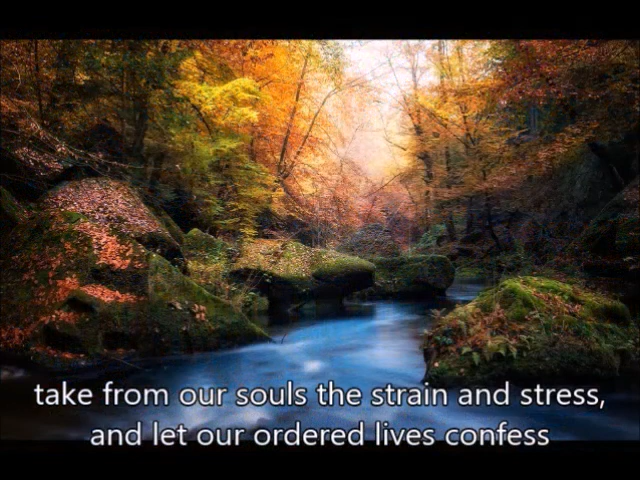 take from our souls the strain and stress,
and let our ordered lives confess